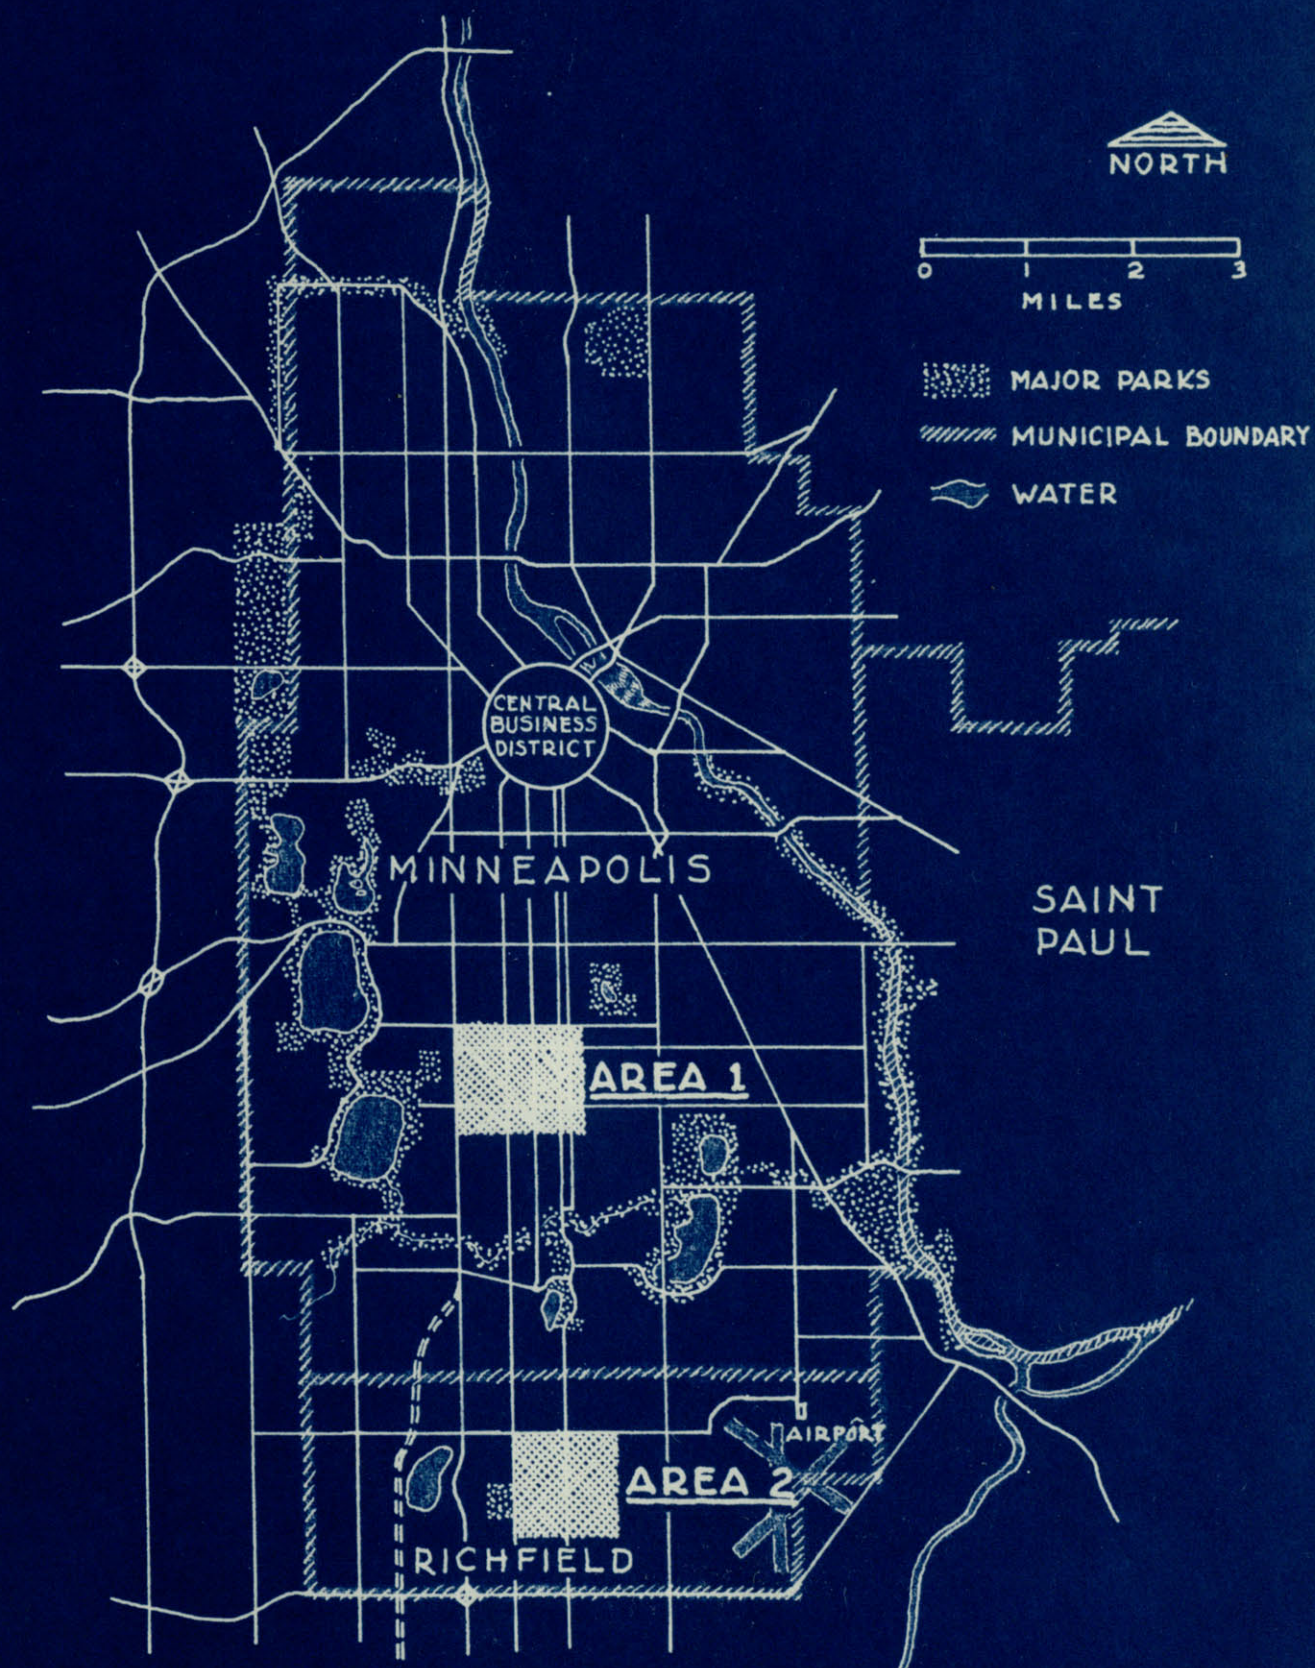 NORTH
0 1 2 3
MILES
MAJOR PARKS
MUNICIPAL BOUNDARY
WATER
CENTRAL
BUSINESS
DISTRICT
MINNEAPOLIS
SAINT
PAUL
AREA 1
AIRPORT
AREA 2
RICHFIELD